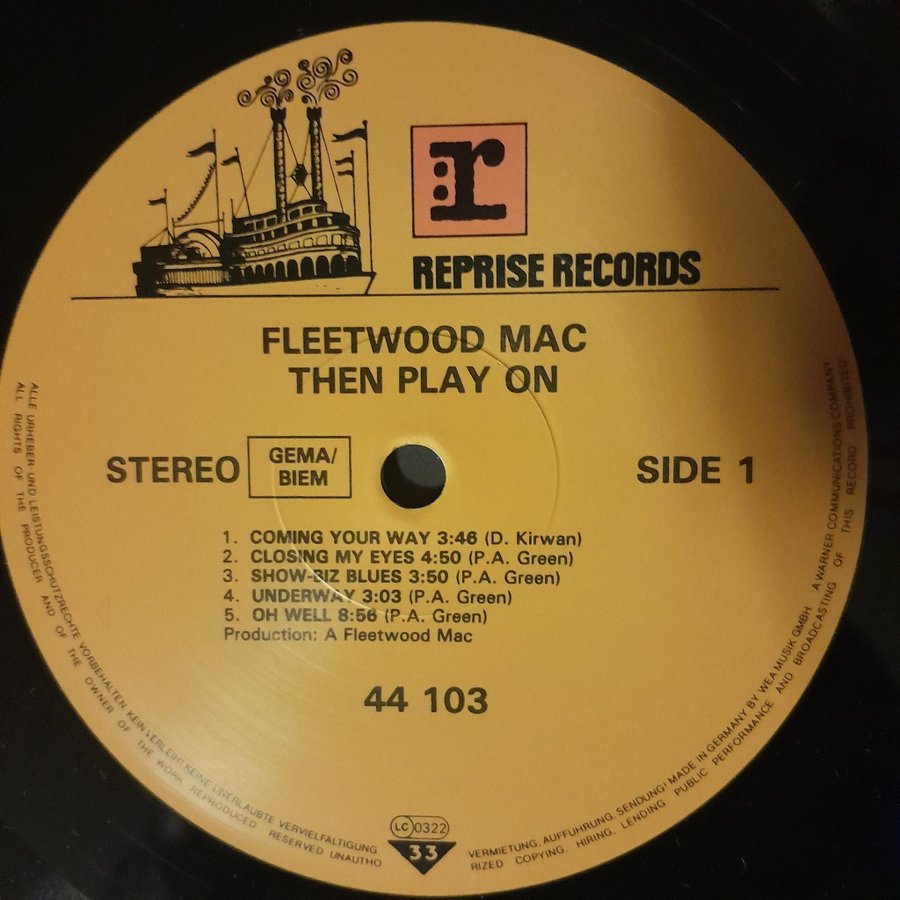 r
REPRISE RECORDS
FLEETWOOD MAC
THEN PLAY ON
STEREO
GEMA/
BIEM
SIDE 1
1. COMING YOUR WAY 3:46 (D. Kirwan)
2. CLOSING MY EYES 4:50 (P.A. Green)
3. SHOW-BIZ BLUES 3:50 (P.A. Green)
4. UNDERWAY 3:03 (P.A. Green)
5. OH WELL 8:56 (P.A. Green)
Production: A Fleetwood Mac
44 103
LC 0322
33
ALLE URHEBER- UND LEISTUNGSSCHUTZRECHTE VORBEHALTEN KEIN VERLEIH! KEINE UNERLAUBTE VERVIELFÄLTIGUNG
VERMIETUNG, AUFFÜHRUNG, SENDUNG! MADE IN GERMANY BY WEA MUSIK GMBH A WARNER COMMUNICATIONS COMPANY
ALL RIGHTS OF THE PRODUCER AND OF THE OWNER OF THE WORK REPRODUCED RESERVED UNAUTHO
RIZED COPYING, HIRING, LENDING PUBLIC PERFORMANCE AND BROADCASTING OF THIS RECORD PROHIBITED!